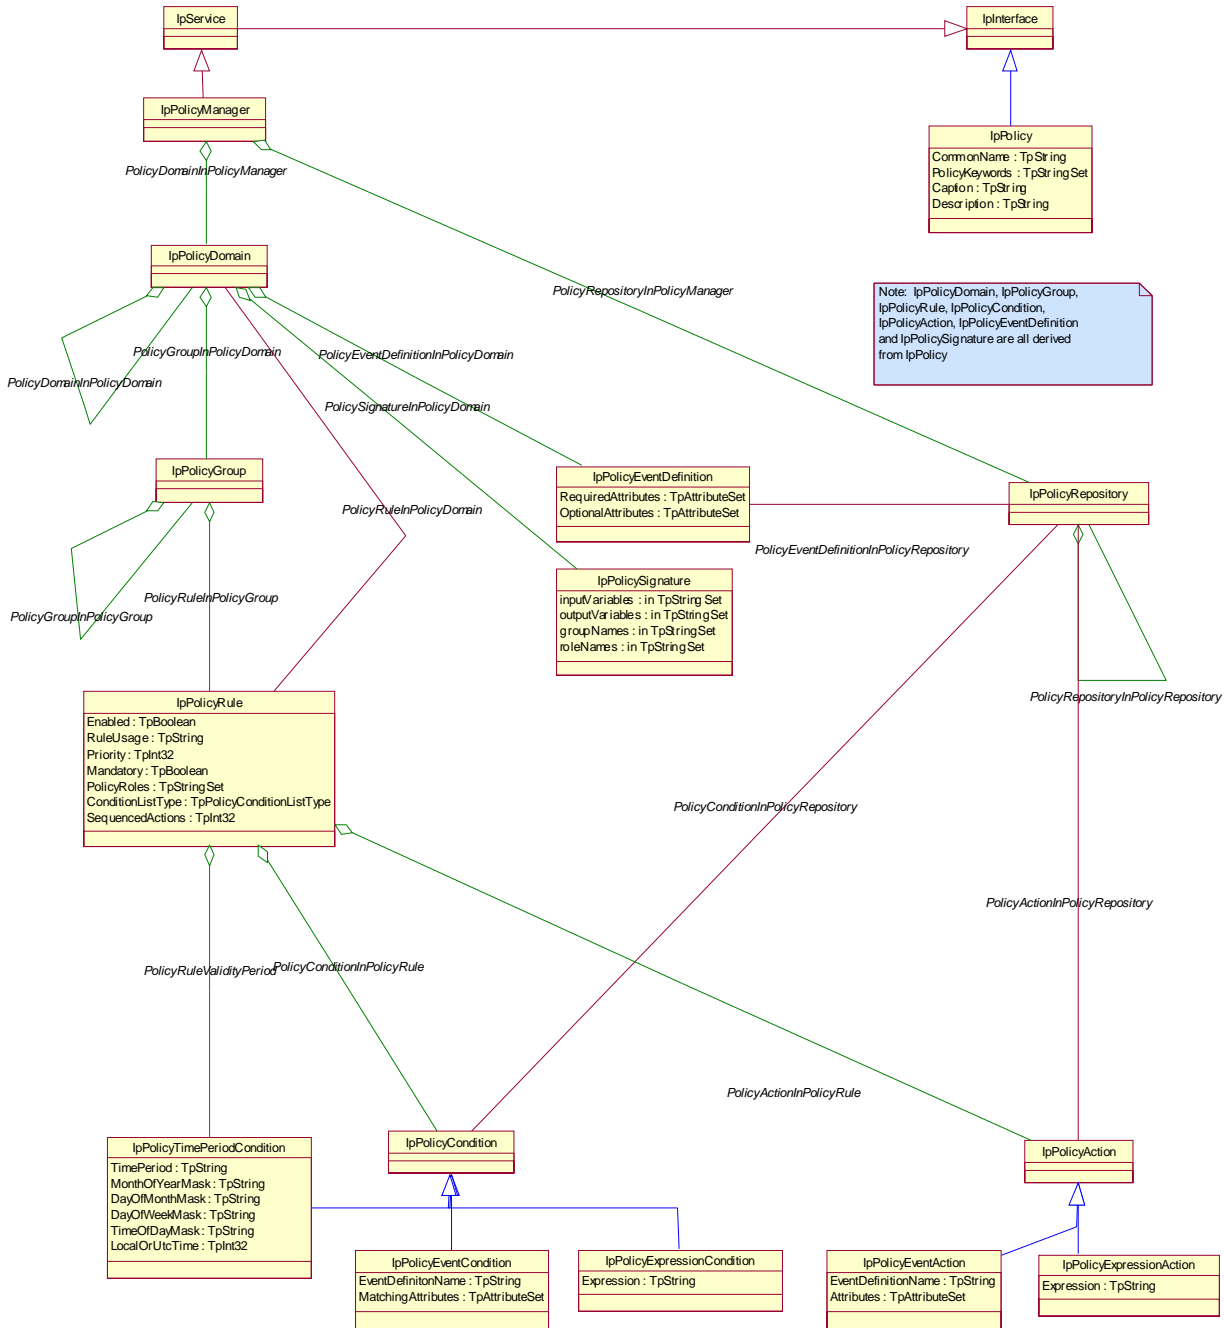 IpService
IpInterface
IpPolicyManager
IpPolicy
CommonName : TpString
PolicyKeywords : TpStringSet
Caption : TpString
Description : TpString
PolicyDomainInPolicyManager
IpPolicyDomain
PolicyRepositoryInPolicyManager
Note: IpPolicyDomain, IpPolicyGroup,
IpPolicyRule, IpPolicyCondition,
IpPolicyAction, IpPolicyEventDefinition
and IpPolicySignature are all derived
from IpPolicy
PolicyGroupInPolicyDomain
PolicyEventDefinitionInPolicyDomain
PolicyDomainInPolicyDomain
PolicySignatureInPolicyDomain
IpPolicyGroup
IpPolicyEventDefinition
RequiredAttributes : TpAttributeSet
OptionalAttributes : TpAttributeSet
IpPolicyRepository
PolicyRuleInPolicyDomain
PolicyEventDefinitionInPolicyRepository
IpPolicySignature
inputVariables : in TpStringSet
outputVariables : in TpStringSet
groupNames : in TpStringSet
roleNames : in TpStringSet
PolicyRuleInPolicyGroup
PolicyGroupInPolicyGroup
PolicyRepositoryInPolicyRepository
IpPolicyRule
Enabled : TpBoolean
RuleUsage : TpString
Priority : TpInt32
Mandatory : TpBoolean
PolicyRoles : TpStringSet
ConditionListType : TpPolicyConditionListType
SequencedActions : TpInt32
PolicyConditionInPolicyRepository
PolicyActionInPolicyRepository
PolicyRuleValidityPeriod
PolicyConditionInPolicyRule
PolicyActionInPolicyRule
IpPolicyTimePeriodCondition
TimePeriod : TpString
MonthOfYearMask : TpString
DayOfMonthMask : TpString
DayOfWeekMask : TpString
TimeOfDayMask : TpString
LocalOrUtcTime : TpInt32
IpPolicyCondition
IpPolicyAction
IpPolicyEventCondition
EventDefinitonName : TpString
MatchingAttributes : TpAttributeSet
IpPolicyExpressionCondition
Expression : TpString
IpPolicyEventAction
EventDefinitionName : TpString
Attributes : TpAttributeSet
IpPolicyExpressionAction
Expression : TpString